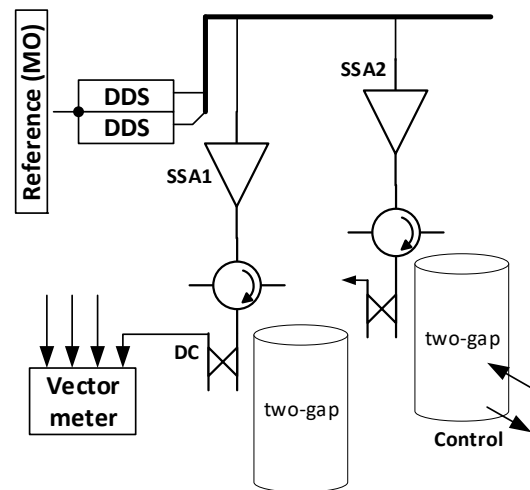 Reference (MO)
DDS
DDS
SSA1
SSA2
DC
Vector
meter
two-gap
two-gap
Control